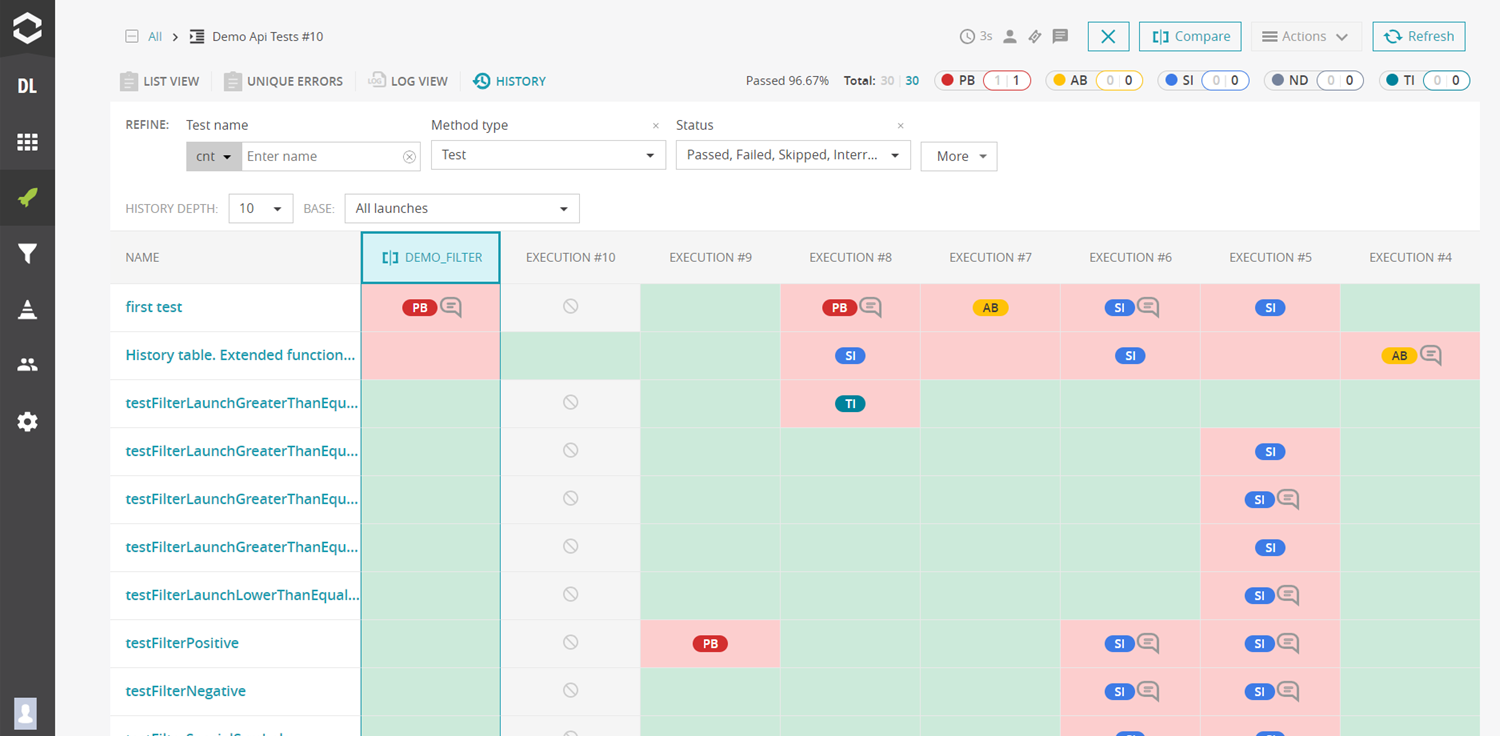 All > Demo Api Tests #10 3s Compare Actions Refresh
DL
LIST VIEW UNIQUE ERRORS LOG LOG VIEW HISTORY Passed 96.67% Total: 30 | 30 PB 1 | 1 AB 0 | 0 SI 0 | 0 ND 0 | 0 TI 0 | 0
REFINE: Test name Method type × Status ×
cnt Enter name Test Passed, Failed, Skipped, Interr... More
HISTORY DEPTH: 10 BASE: All launches
NAME DEMO_FILTER EXECUTION #10 EXECUTION #9 EXECUTION #8 EXECUTION #7 EXECUTION #6 EXECUTION #5 EXECUTION #4
first test PB PB AB SI SI
History table. Extended function... SI SI AB
testFilterLaunchGreaterThanEqu... TI
testFilterLaunchGreaterThanEqu... SI
testFilterLaunchGreaterThanEqu... SI
testFilterLaunchGreaterThanEqu... SI
testFilterLaunchLowerThanEqual... SI
testFilterPositive PB SI SI
testFilterNegative SI SI